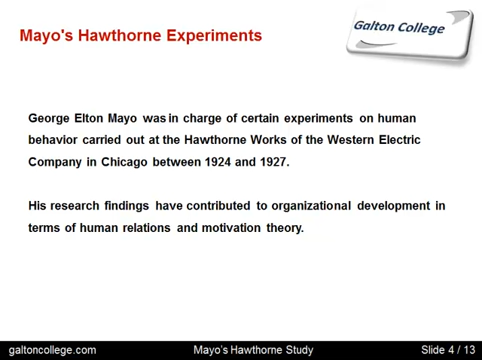 Mayo's Hawthorne Experiments
Galton College
George Elton Mayo was in charge of certain experiments on human
behavior carried out at the Hawthorne Works of the Western Electric
Company in Chicago between 1924 and 1927.
His research findings have contributed to organizational development in
terms of human relations and motivation theory.
galtoncollege.com
Mayo's Hawthorne Study
Slide 4 / 13